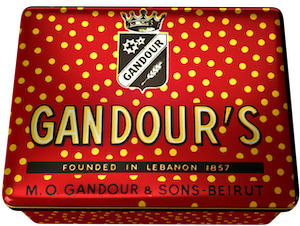 GANDOUR
GANDOUR'S
FOUNDED IN LEBANON 1857
M.O. GANDOUR & SONS-BEIRUT